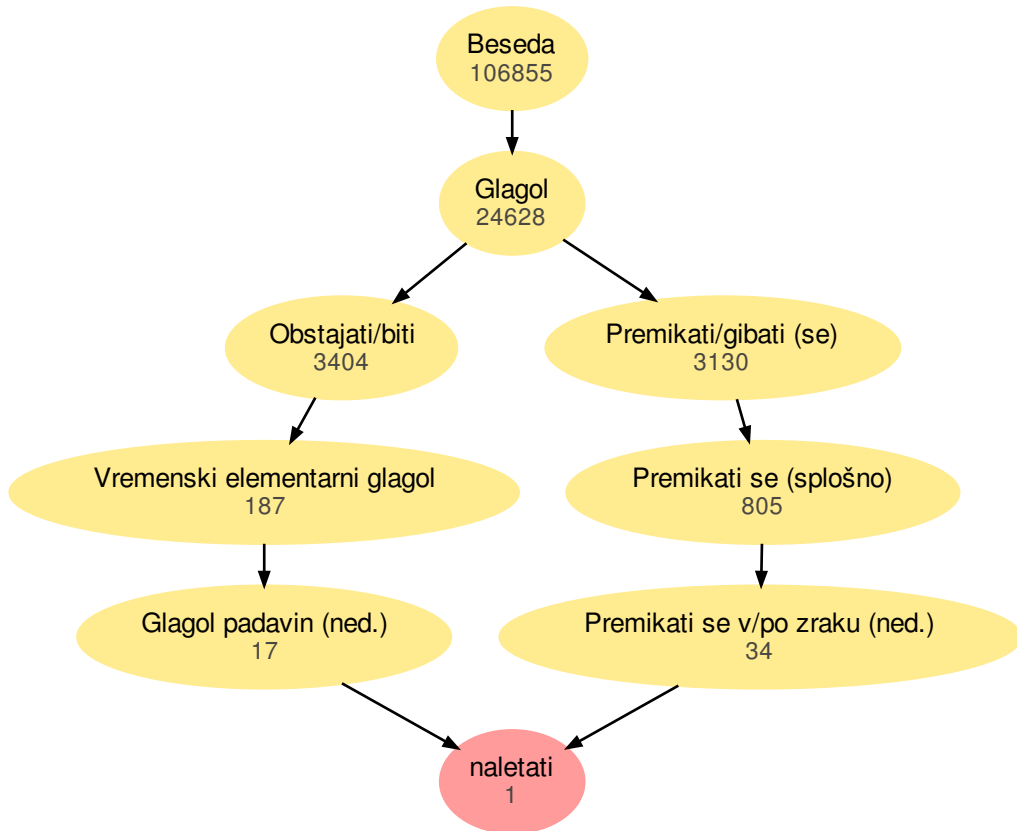 Beseda
106855
Glagol
24628
Obstajati/biti
3404
Premikati/gibati (se)
3130
Vremenski elementarni glagol
187
Premikati se (splošno)
805
Glagol padavin (ned.)
17
Premikati se v/po zraku (ned.)
34
naletati
1